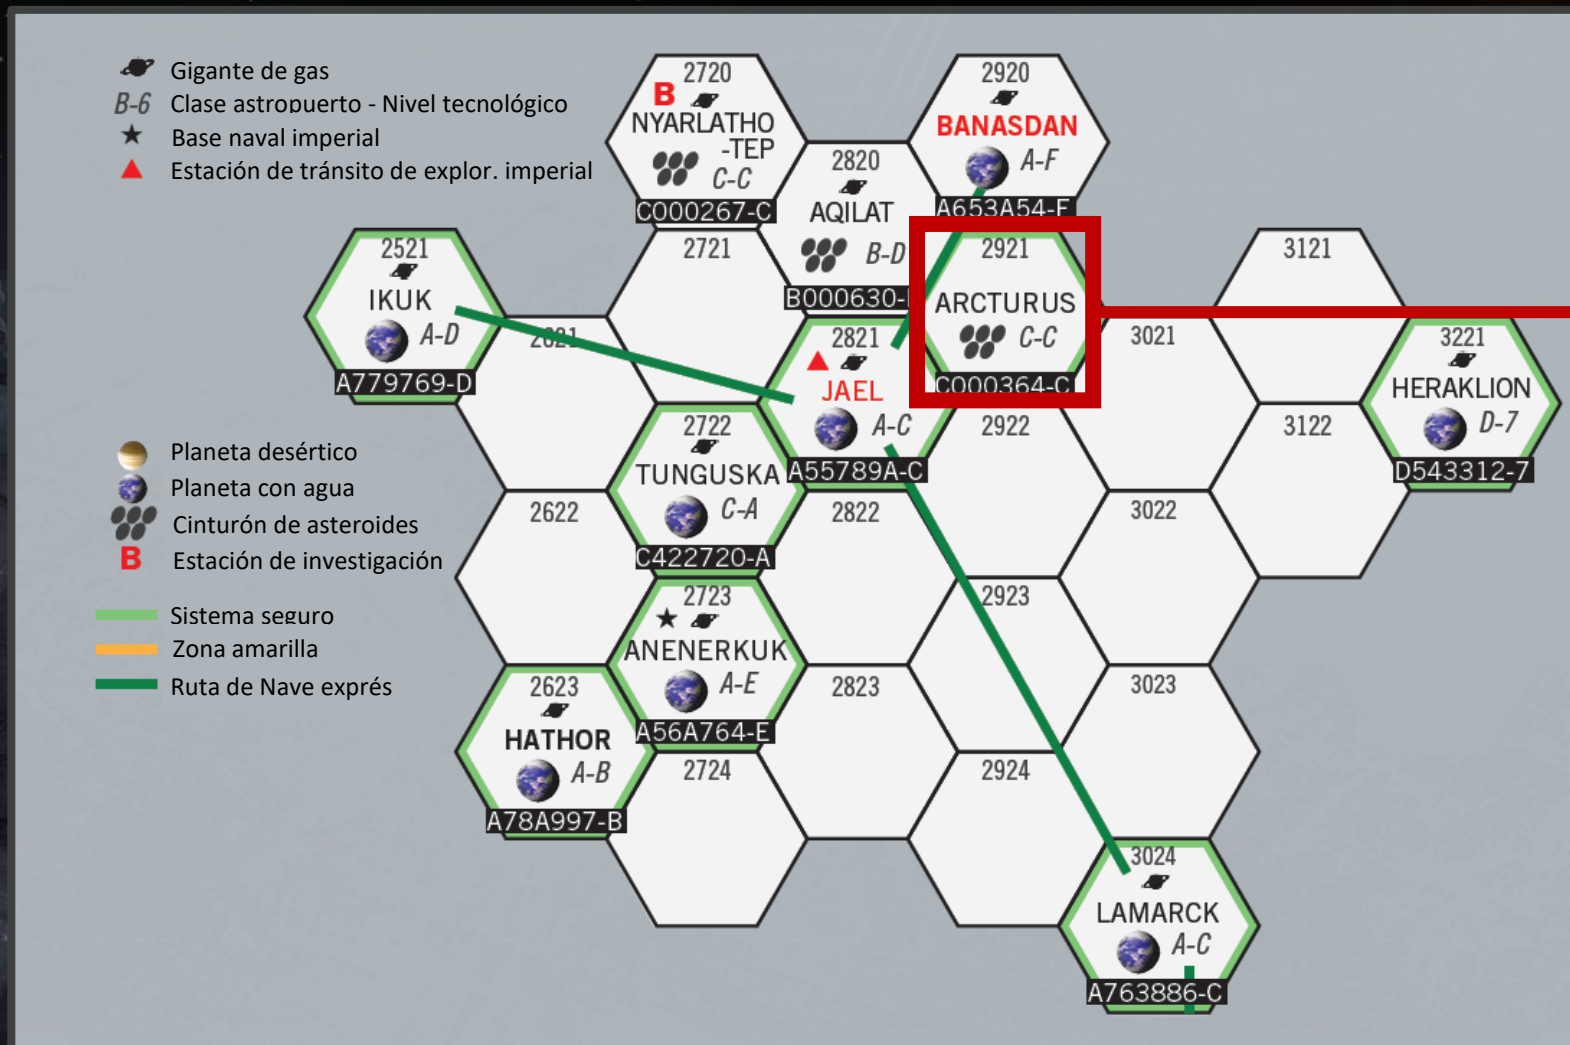 Gigante de gas
B-6 Clase astropuerto - Nivel tecnológico
Base naval imperial
Estación de tránsito de explor. imperial
2720
B
NYARLATHO
-TEP
C-C
C000267-C
2920
BANASDAN
A-F
A653A54-F
2820
AQILAT
B-D
B000630-
2521
IKUK
A-D
A779769-D
2721
2921
ARCTURUS
C-C
C000364-C
3121
2621
2821
JAEL
A-C
A55789A-C
3021
3221
HERAKLION
D-7
D543312-7
Planeta desértico
Planeta con agua
Cinturón de asteroides
B Estación de investigación
Sistema seguro
Zona amarilla
Ruta de Nave exprés
2722
TUNGUSKA
C-A
C422720-A
2922
3122
2622
2822
3022
2723
ANENERKUK
A-E
A56A764-E
2923
2623
HATHOR
A-B
A78A997-B
2823
3023
2724
2924
3024
LAMARCK
A-C
A763886-C